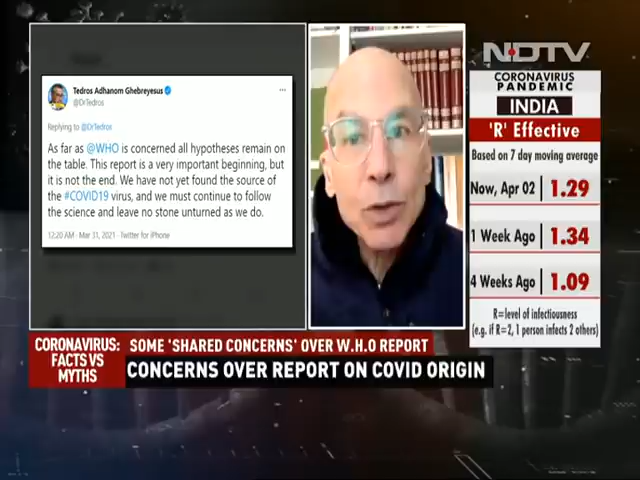 Tedros Adhanom Ghebreyesus
@DrTedros
Replying to @DrTedros
As far as @WHO is concerned all hypotheses remain on
the table. This report is a very important beginning, but
it is not the end. We have not yet found the source of
the #COVID19 virus, and we must continue to follow
the science and leave no stone unturned as we do.
12:20 AM · Mar 31, 2021 · Twitter for iPhone
NDTV
CORONAVIRUS
PANDEMIC
INDIA
'R' Effective
Based on 7 day moving average
Now, Apr 02 1.29
1 Week Ago 1.34
4 Weeks Ago 1.09
R=level of infectiousness
(e.g. if R=2, 1 person infects 2 others)
CORONAVIRUS:
FACTS VS
MYTHS
SOME 'SHARED CONCERNS' OVER W.H.O REPORT
CONCERNS OVER REPORT ON COVID ORIGIN